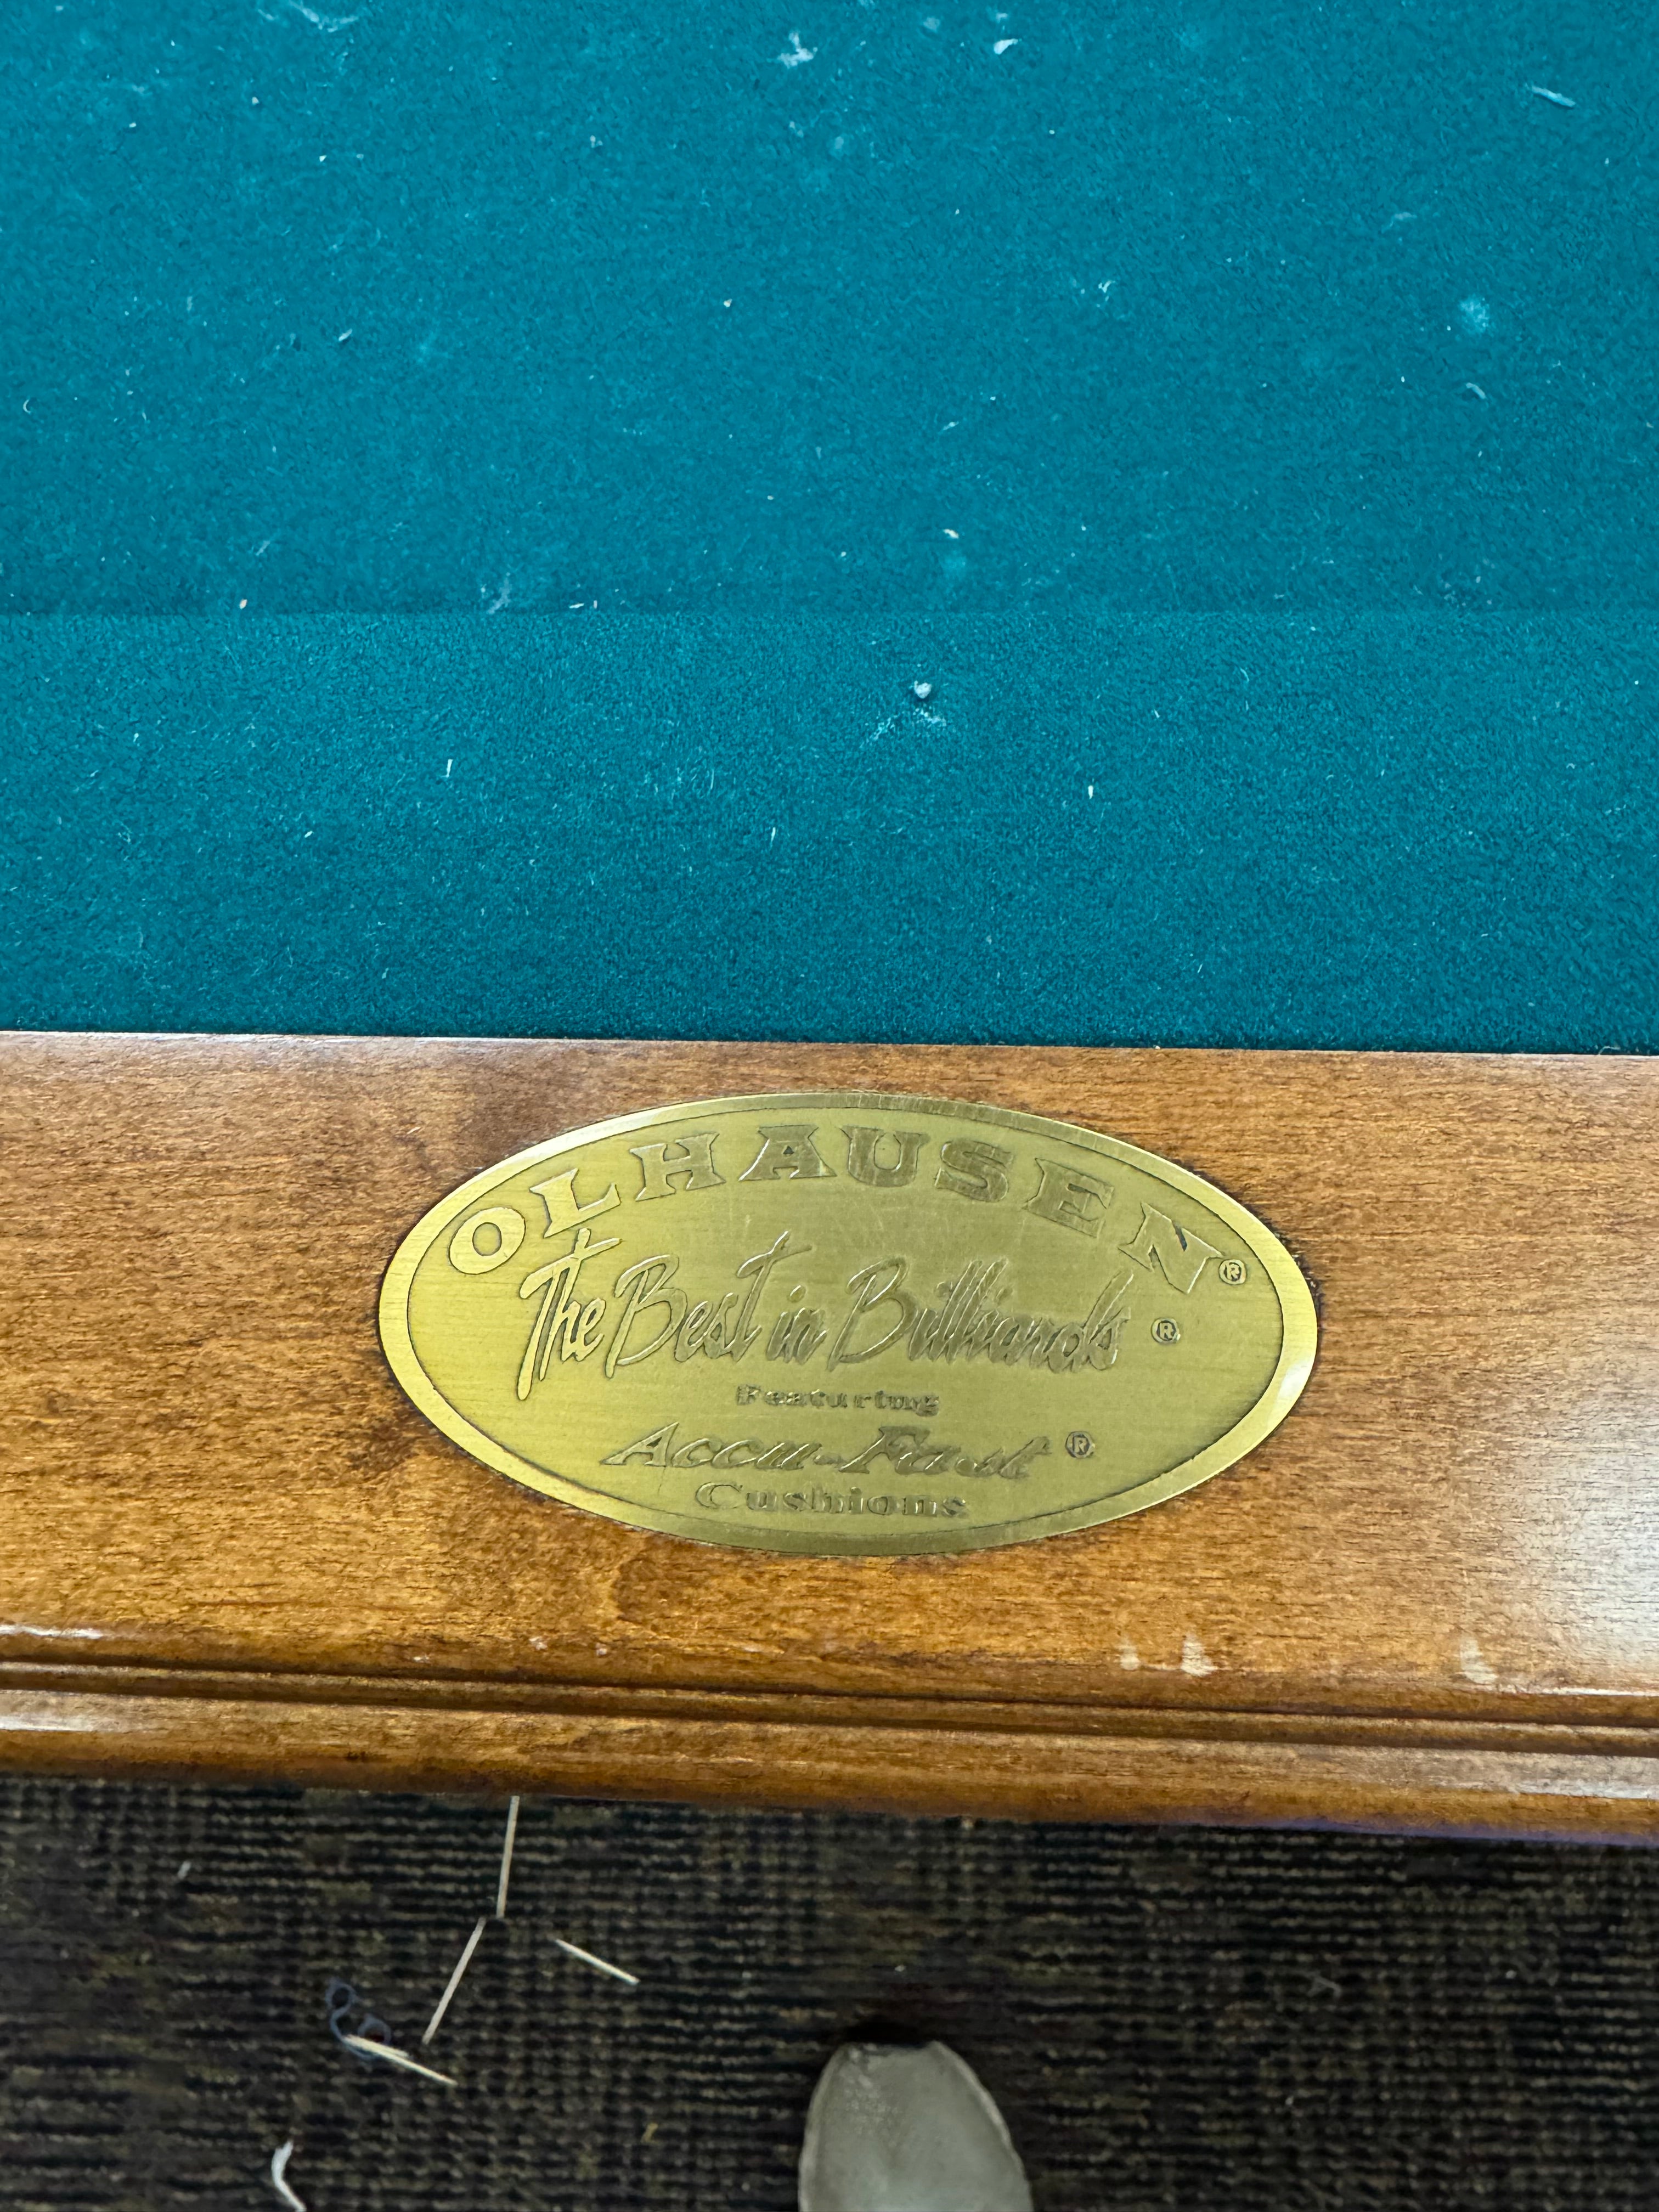 OLHAUSEN®
The Best in Billiards®
Featuring
Accu-Fast®
Cushions